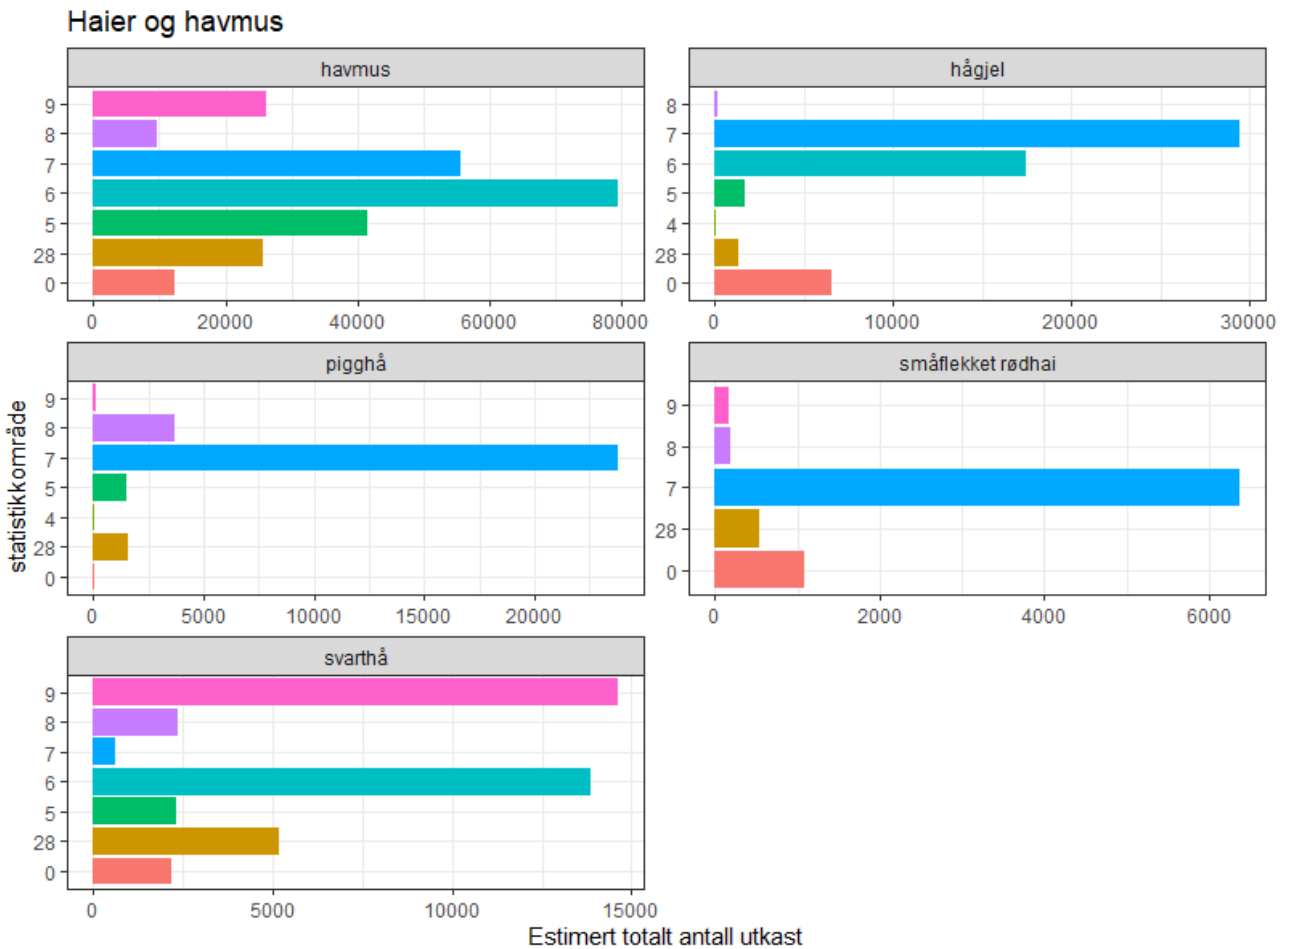 Haier og havmus
havmus
9
8
7
6
5
28
0
0 20000 40000 60000 80000
hågjel
8
7
6
5
4
28
0
0 10000 20000 30000
pigghå
9
8
7
5
4
28
0
0 5000 10000 15000 20000
småflekket rødhai
9
8
7
28
0
0 2000 4000 6000
svarthå
9
8
7
6
5
28
0
0 5000 10000 15000
statistikkområde
Estimert totalt antall utkast